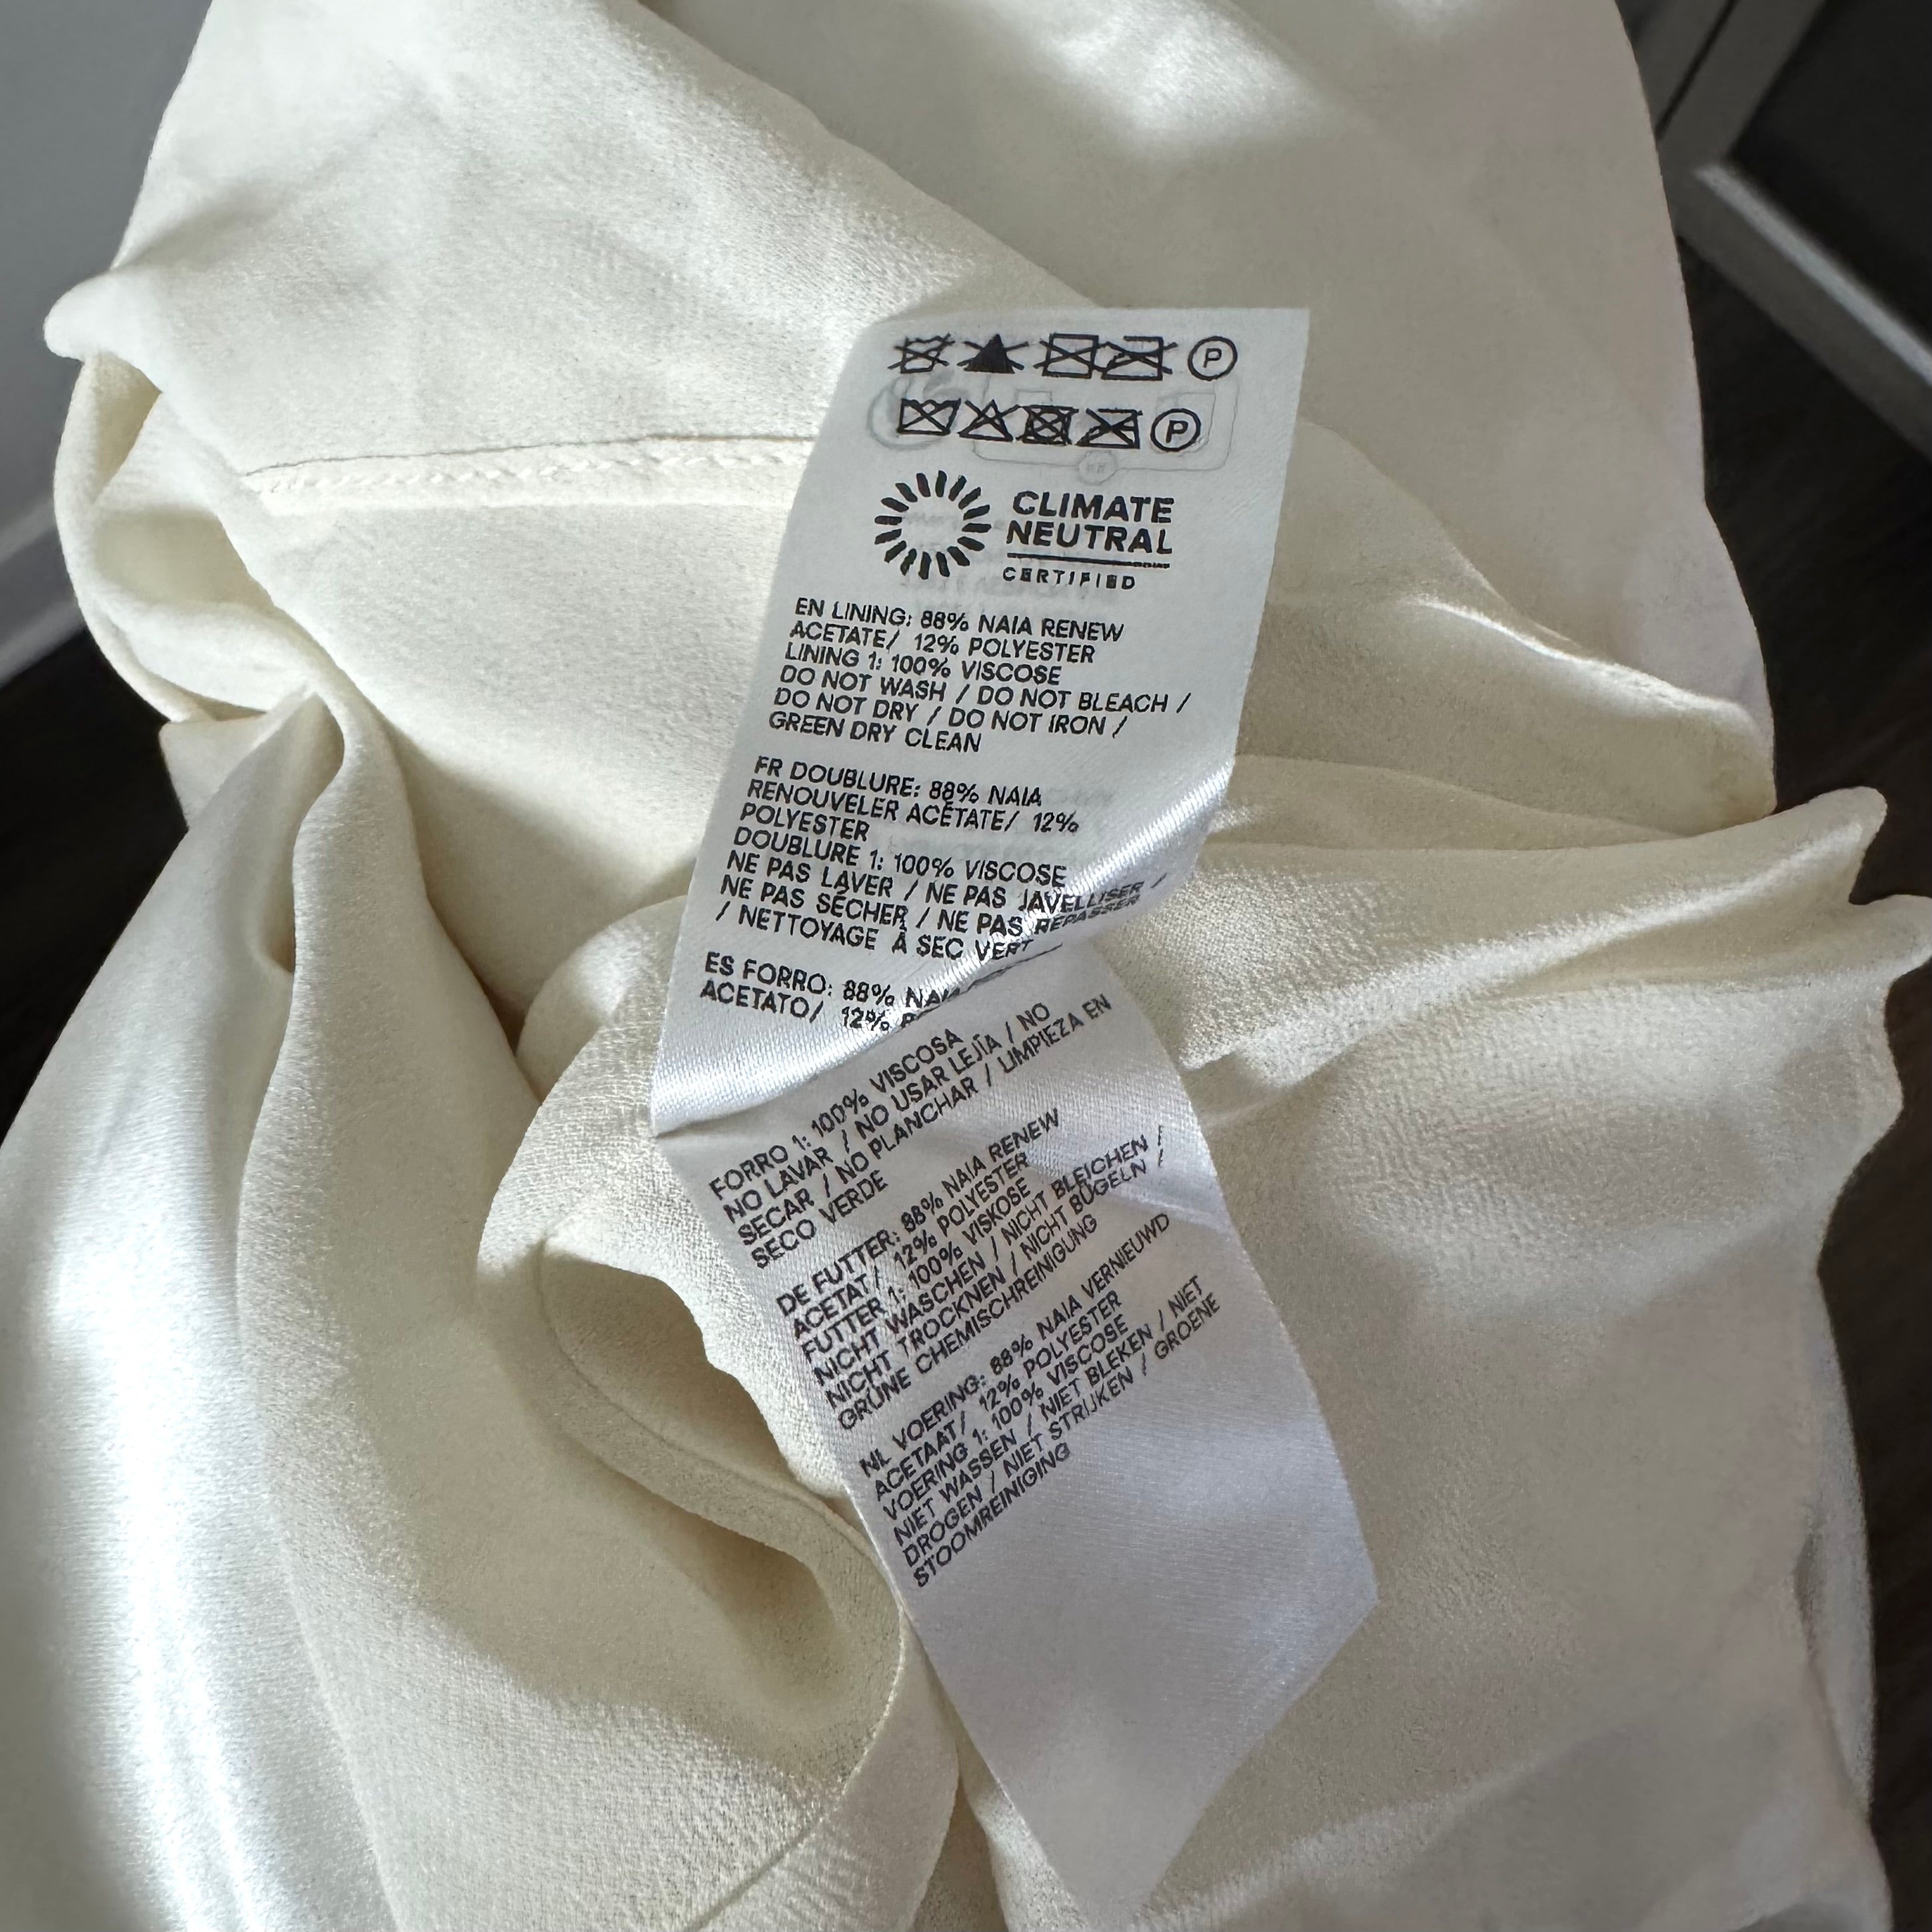 P
P
CLIMATE
NEUTRAL
CERTIFIED
EN LINING: 88% NAIA RENEW
ACETATE/ 12% POLYESTER
LINING 1: 100% VISCOSE
DO NOT WASH / DO NOT BLEACH /
DO NOT DRY / DO NOT IRON /
GREEN DRY CLEAN
FR DOUBLURE: 88% NAIA
RENOUVELER ACÉTATE/ 12%
POLYESTER
DOUBLURE 1: 100% VISCOSE
NE PAS LAVER / NE PAS JAVELLISER /
NE PAS SÉCHER / NE PAS REPASSER
/ NETTOYAGE À SEC VERT
ES FORRO: 88% NAIA
ACETATO/ 12%
FORRO 1: 100% VISCOSA
NO LAVAR / NO USAR LEJÍA / NO
SECAR / NO PLANCHAR / LIMPIEZA EN
SECO VERDE
DE FUTTER: 88% NAIA RENEW
ACETAT/ 12% POLYESTER
FUTTER 1: 100% VISKOSE
NICHT WASCHEN / NICHT BLEICHEN /
NICHT TROCKNEN / NICHT BÜGELN /
GRÜNE CHEMISCHREINIGUNG
NL VOERING: 88% NAIA VERNIEUWD
ACETAAT/ 12% POLYESTER
VOERING 1: 100% VISCOSE
NIET WASSEN / NIET BLEKEN / NIET
DROGEN / NIET STRIJKEN / GROENE
STOOMREINIGING